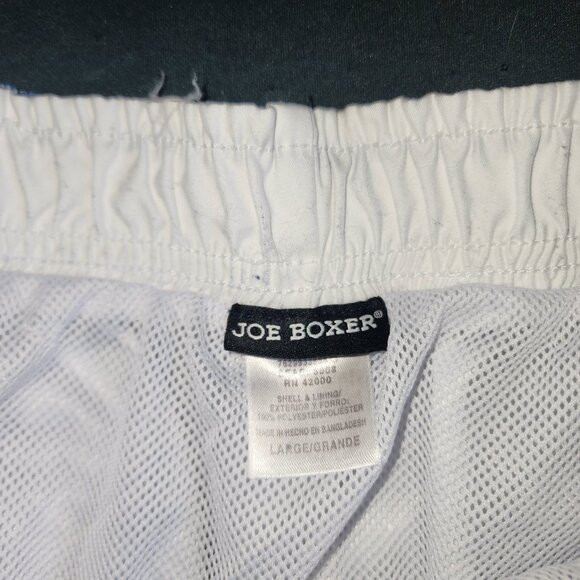 JOE BOXER®
RN 42000
SHELL & LINING/
EXTERIOR Y FORRO:
100% POLYESTER/POLIESTER
MADE IN/HECHO EN BANGLADESH
LARGE/GRANDE